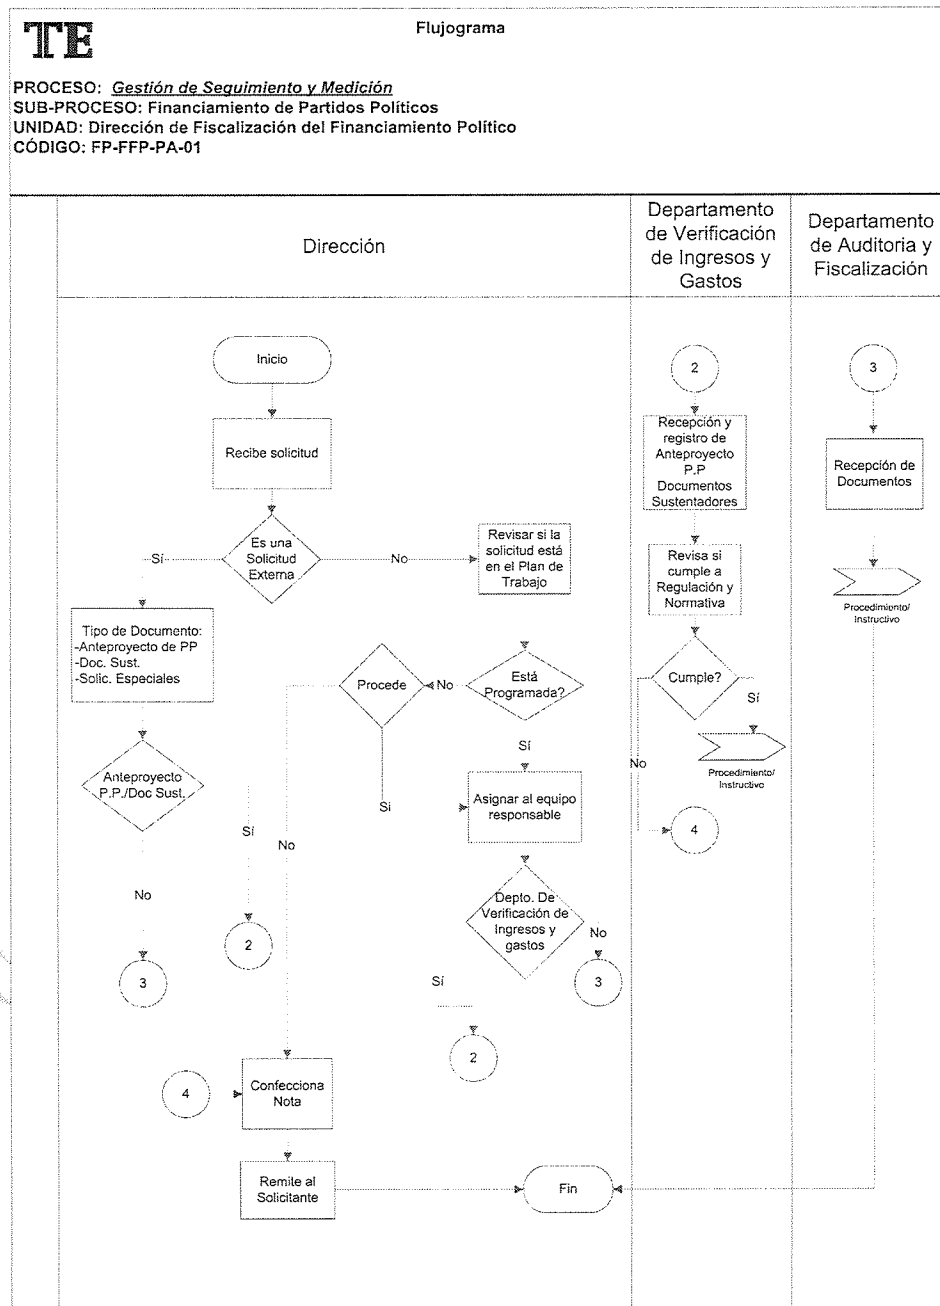 Flujograma
TE
PROCESO: Gestión de Seguimiento y Medición
SUB-PROCESO: Financiamiento de Partidos Políticos
UNIDAD: Dirección de Fiscalización del Financiamiento Político
CÓDIGO: FP-FFP-PA-01
Dirección
Departamento
de Verificación
de Ingresos y
Gastos
Departamento
de Auditoria y
Fiscalización
Inicio
Recibe solicitud
Es una
Solicitud
Externa
Sí
No
Revisar si la
solicitud está
en el Plan de
Trabajo
Tipo de Documento:
-Anteproyecto de PP
-Doc. Sust.
-Solic. Especiales
Procede
No
Está
Programada?
Sí
Anteproyecto
P.P./Doc Sust.
Sí
No
Si
Asignar al equipo
responsable
No
2
3
Depto. De
Verificación de
Ingresos y
gastos
No
3
Sí
2
4
Confecciona
Nota
Remite al
Solicitante
Fin
2
Recepción y
registro de
Anteproyecto
P.P
Documentos
Sustentadores
Revisa si
cumple a
Regulación y
Normativa
Cumple?
Sí
No
Procedimiento/
Instructivo
4
3
Recepción de
Documentos
Procedimiento/
Instructivo